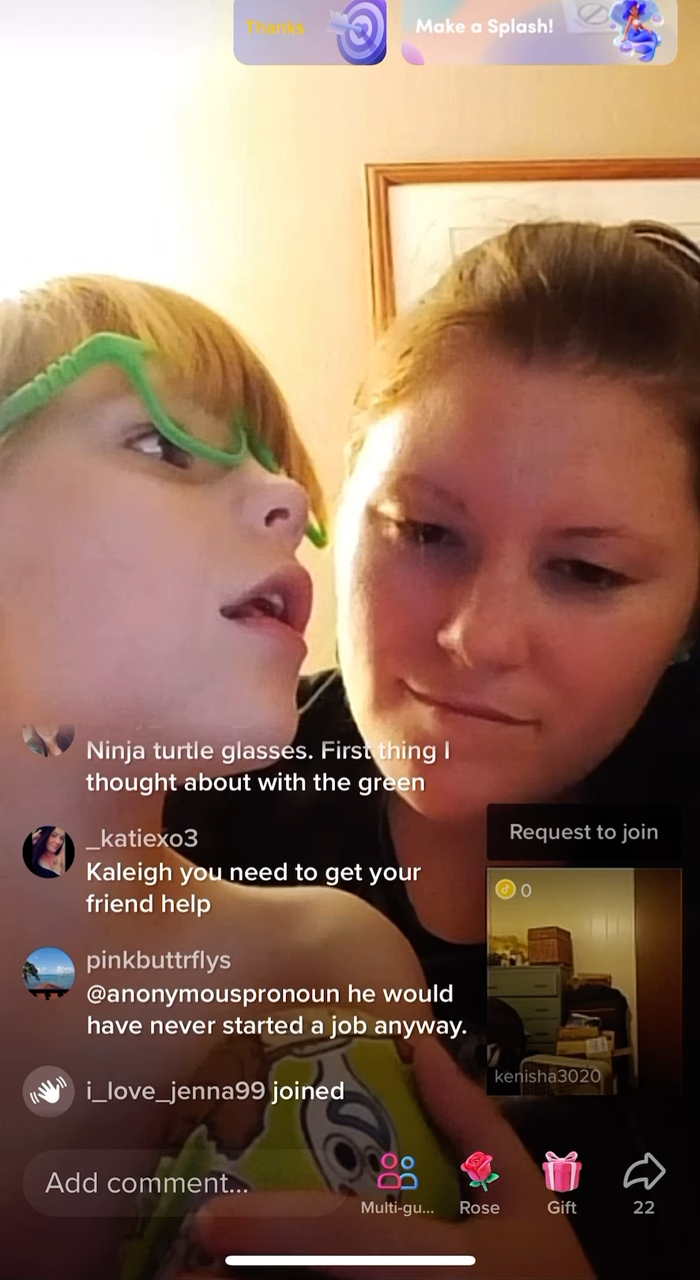 Thanks
Make a Splash!
Ninja turtle glasses. First thing I
thought about with the green
_katiexo3
Kaleigh you need to get your
friend help
Request to join
0
pinkbuttrflys
@anonymouspronoun he would
have never started a job anyway.
kenisha3020
i_love_jenna99 joined
Add comment...
Multi-gu...
Rose
Gift
22